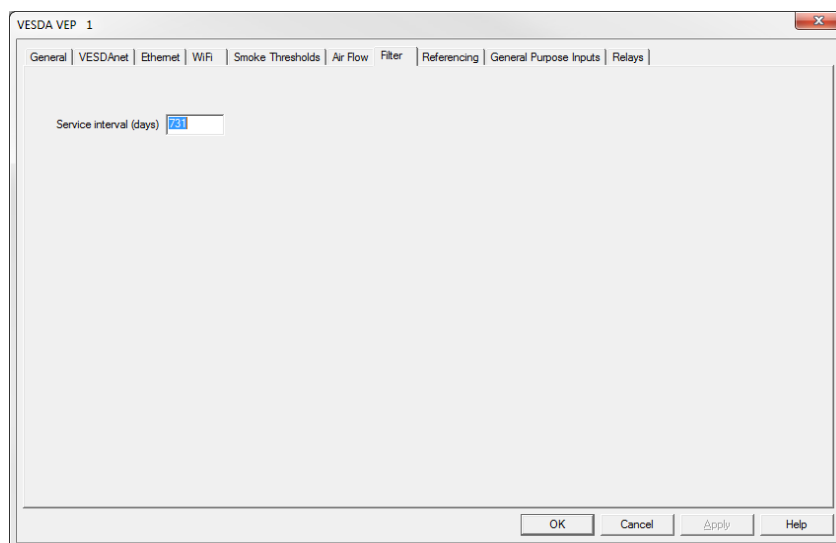 VESDA VEP 1
General VESDAnet Ethernet WiFi Smoke Thresholds Air Flow Filter Referencing General Purpose Inputs Relays
Service interval (days) 731
OK Cancel Apply Help